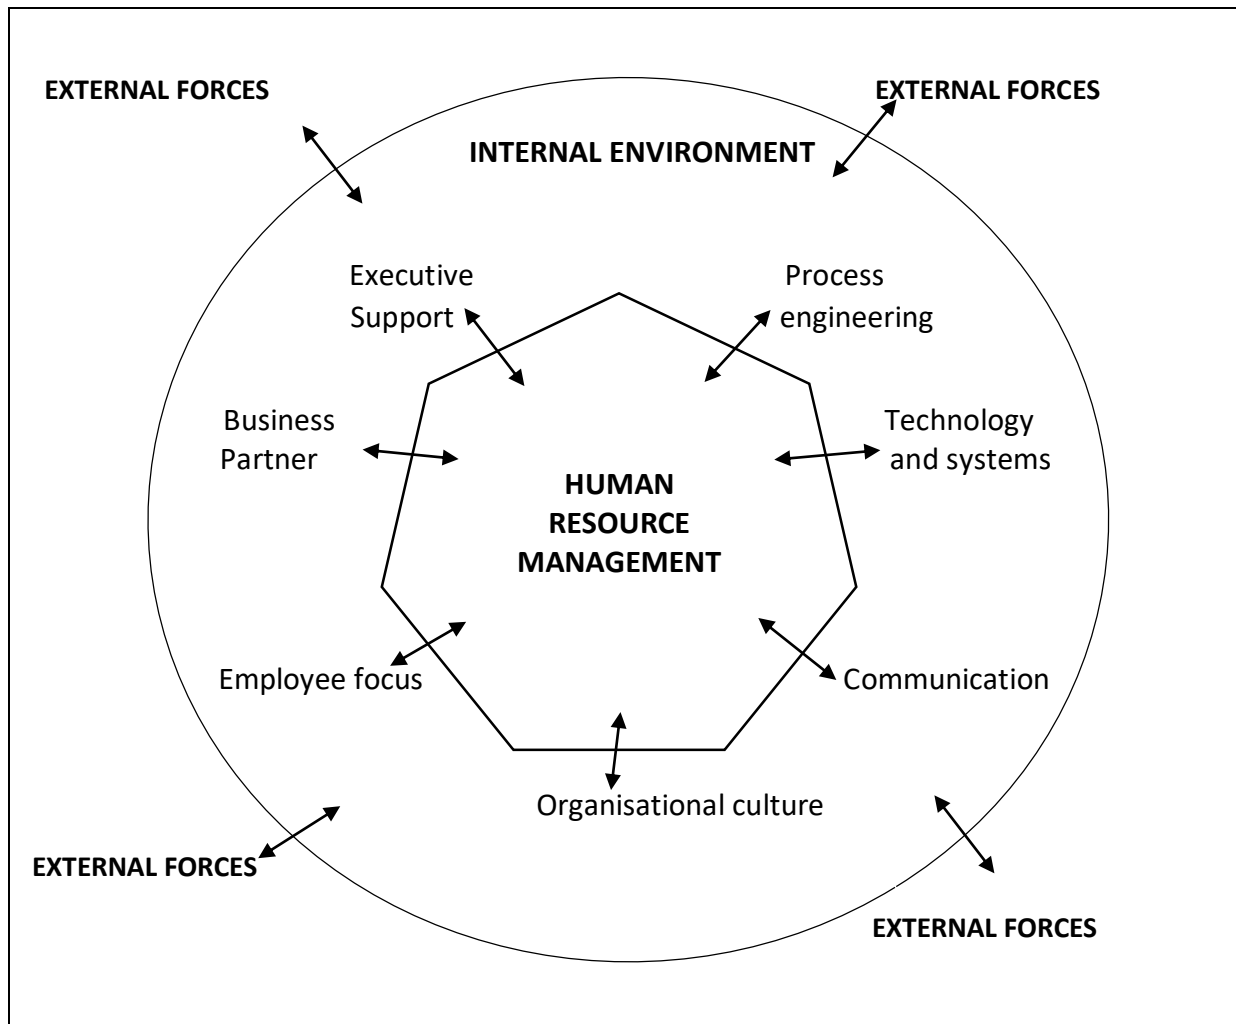 EXTERNAL FORCES
EXTERNAL FORCES
INTERNAL ENVIRONMENT
Executive
Support
Process
engineering
Business
Partner
Technology
and systems
HUMAN
RESOURCE
MANAGEMENT
Employee focus
Communication
Organisational culture
EXTERNAL FORCES
EXTERNAL FORCES